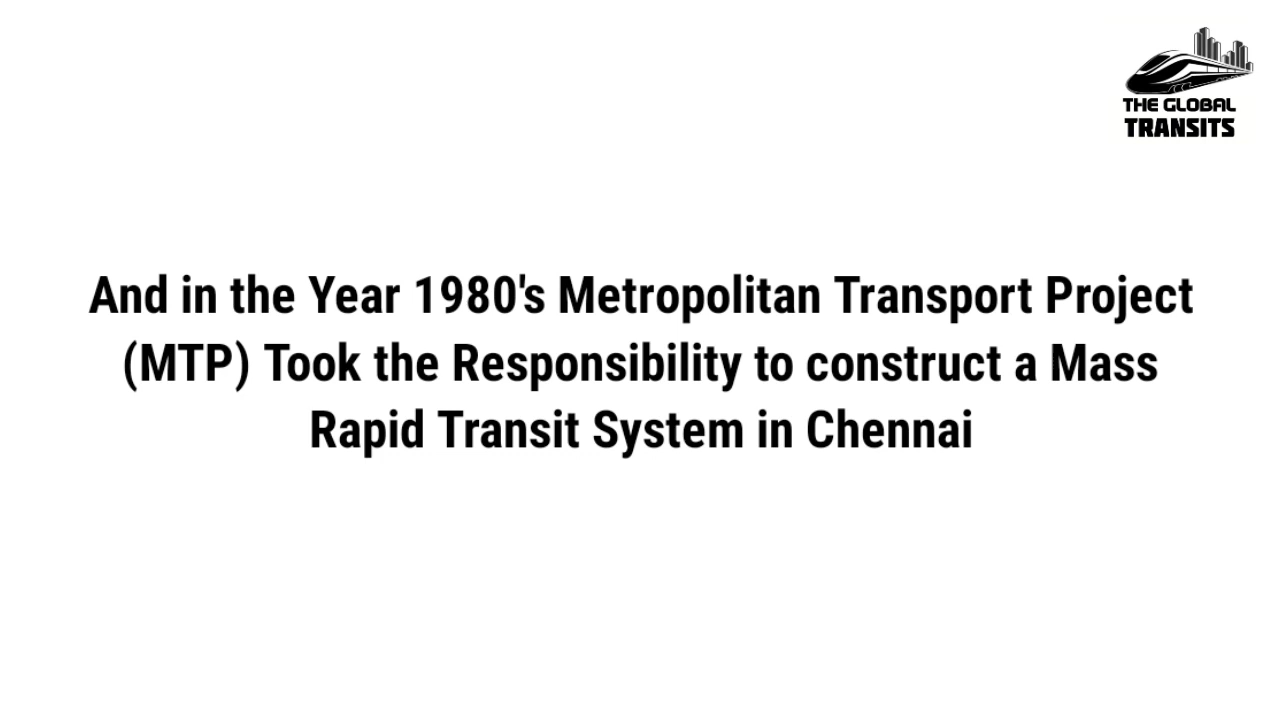 THE GLOBAL
TRANSITS
And in the Year 1980's Metropolitan Transport Project
(MTP) Took the Responsibility to construct a Mass
Rapid Transit System in Chennai